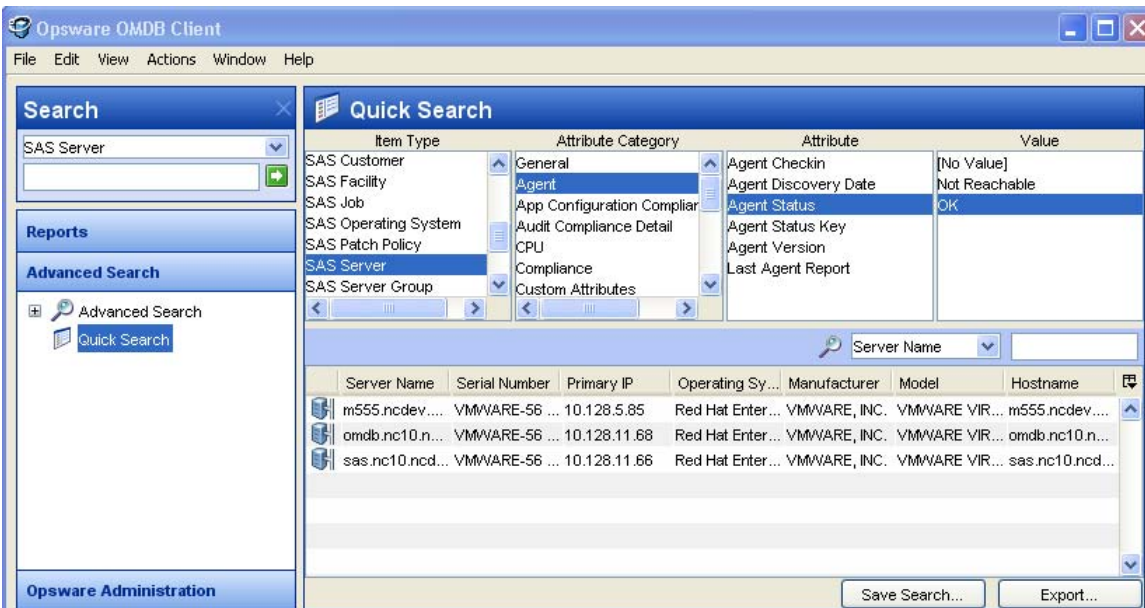 Opsware OMDB Client
File Edit View Actions Window Help
Search
SAS Server
Reports
Advanced Search
Advanced Search
Quick Search
Opsware Administration
Quick Search
Item Type Attribute Category Attribute Value
SAS Customer
SAS Facility
SAS Job
SAS Operating System
SAS Patch Policy
SAS Server
SAS Server Group
General
Agent
App Configuration Complian
Audit Compliance Detail
CPU
Compliance
Custom Attributes
Agent Checkin
Agent Discovery Date
Agent Status
Agent Status Key
Agent Version
Last Agent Report
[No Value]
Not Reachable
OK
Server Name
Server Name Serial Number Primary IP Operating Sy... Manufacturer Model Hostname
m555.ncdev.... VMWARE-56 ... 10.128.5.85 Red Hat Enter... VMWARE, INC. VMWARE VIR... m555.ncdev....
omdb.nc10.n... VMWARE-56 ... 10.128.11.68 Red Hat Enter... VMWARE, INC. VMWARE VIR... omdb.nc10.n...
sas.nc10.ncd... VMWARE-56 ... 10.128.11.66 Red Hat Enter... VMWARE, INC. VMWARE VIR... sas.nc10.ncd...
Save Search... Export...